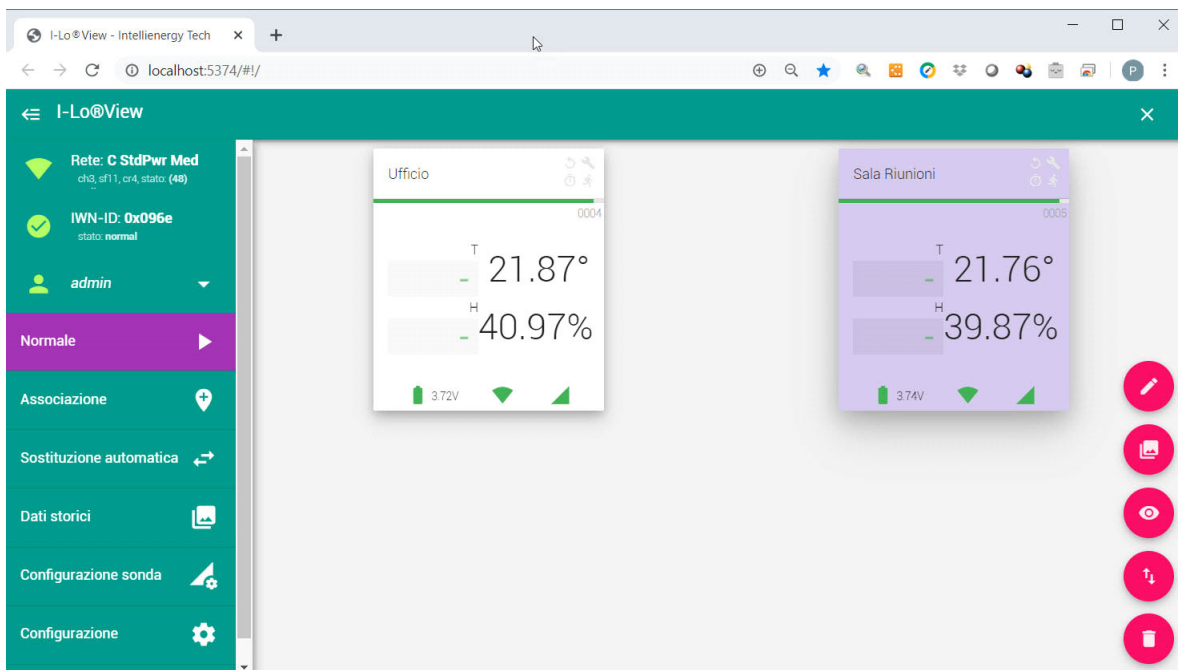 I-Lo®View - Intellienergy Tech
localhost:5374/#!/
P
I-Lo®View
Rete: C StdPwr Med
ch3, sf11, cr4, stato: (48)
IWN-ID: 0x096e
stato: normal
admin
Normale
Associazione
Sostituzione automatica
Dati storici
Configurazione sonda
Configurazione
Ufficio
0004
T
- 21.87°
H
- 40.97%
3.72V
Sala Riunioni
0005
T
- 21.76°
H
- 39.87%
3.74V